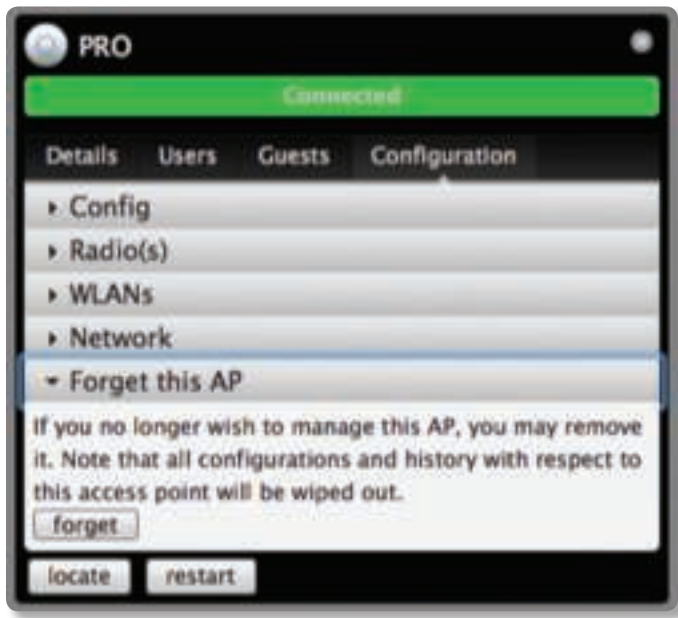 PRO
Connected
Details Users Guests Configuration
Config
Radio(s)
WLANs
Network
Forget this AP
If you no longer wish to manage this AP, you may remove
it. Note that all configurations and history with respect to
this access point will be wiped out.
forget
locate restart